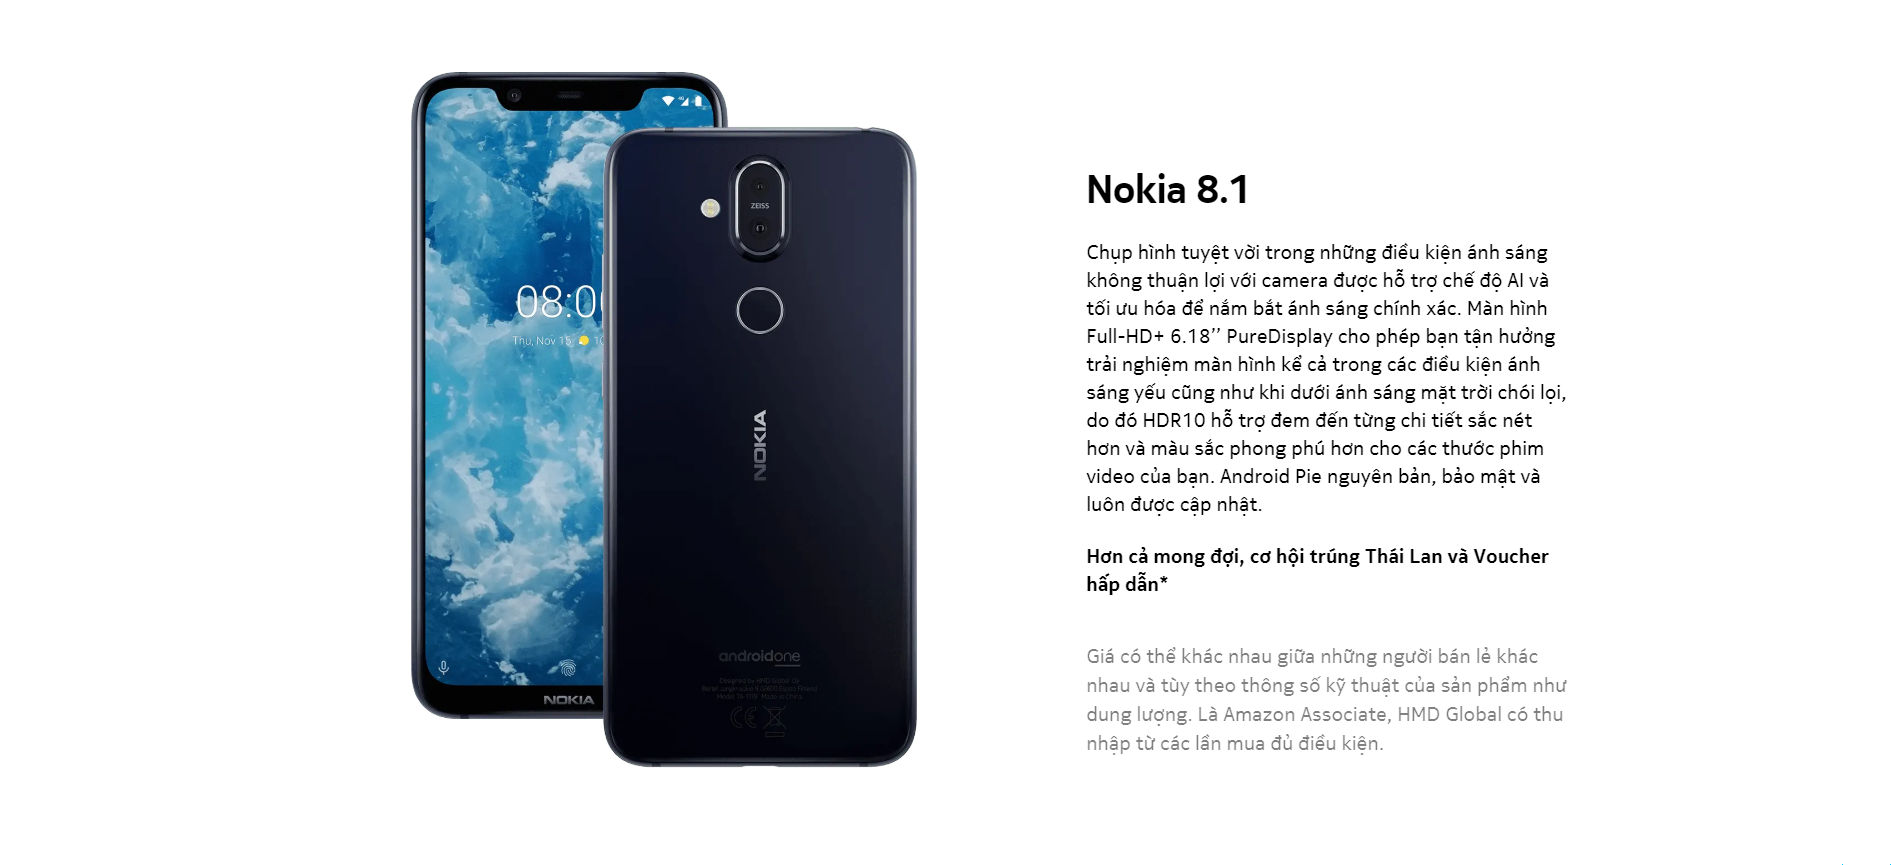 08:0
Thu, Nov 15
ZEISS
NOKIA
androidone
Designed by HMD Global Oy
NOKIA
Nokia 8.1
Chụp hình tuyệt vời trong những điều kiện ánh sáng
không thuận lợi với camera được hỗ trợ chế độ AI và
tối ưu hóa để nắm bắt ánh sáng chính xác. Màn hình
Full-HD+ 6.18’’ PureDisplay cho phép bạn tận hưởng
trải nghiệm màn hình kể cả trong các điều kiện ánh
sáng yếu cũng như khi dưới ánh sáng mặt trời chói lọi,
do đó HDR10 hỗ trợ đem đến từng chi tiết sắc nét
hơn và màu sắc phong phú hơn cho các thước phim
video của bạn. Android Pie nguyên bản, bảo mật và
luôn được cập nhật.
Hơn cả mong đợi, cơ hội trúng Thái Lan và Voucher
hấp dẫn*
Giá có thể khác nhau giữa những người bán lẻ khác
nhau và tùy theo thông số kỹ thuật của sản phẩm như
dung lượng. Là Amazon Associate, HMD Global có thu
nhập từ các lần mua đủ điều kiện.